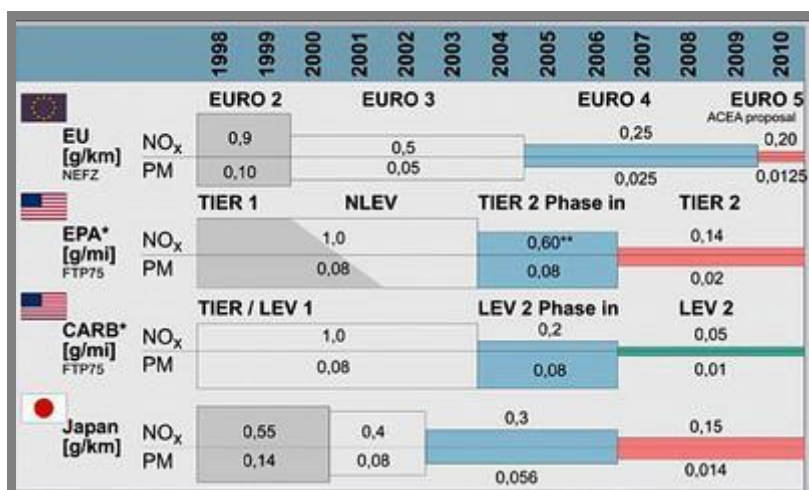 1998 1999 2000 2001 2002 2003 2004 2005 2006 2007 2008 2009 2010
EURO 2 EURO 3 EURO 4 EURO 5
ACEA proposal
EU
[g/km]
NEFZ
NOx 0,9 0,5 0,25 0,20
PM 0,10 0,05 0,025 0,0125
TIER 1 NLEV TIER 2 Phase in TIER 2
EPA*
[g/mi]
FTP75
NOx 1,0 0,60** 0,14
PM 0,08 0,08 0,02
TIER / LEV 1 LEV 2 Phase in LEV 2
CARB*
[g/mi]
FTP75
NOx 1,0 0,2 0,05
PM 0,08 0,08 0,01
Japan
[g/km]
NOx 0,55 0,4 0,3 0,15
PM 0,14 0,08 0,056 0,014